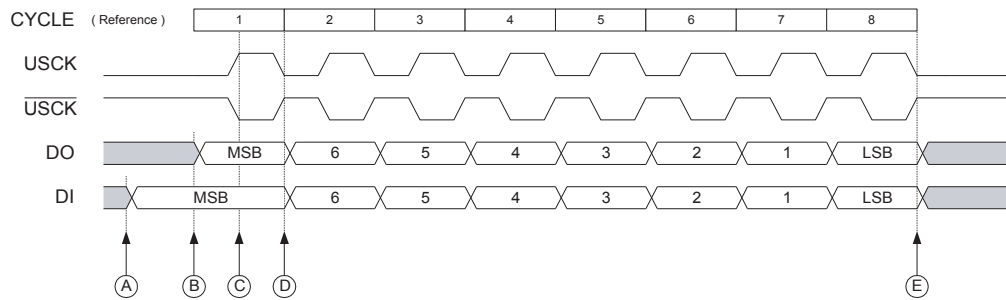 CYCLE ( Reference ) 1 2 3 4 5 6 7 8
USCK
USCK
DO MSB 6 5 4 3 2 1 LSB
DI MSB 6 5 4 3 2 1 LSB
A B C D E